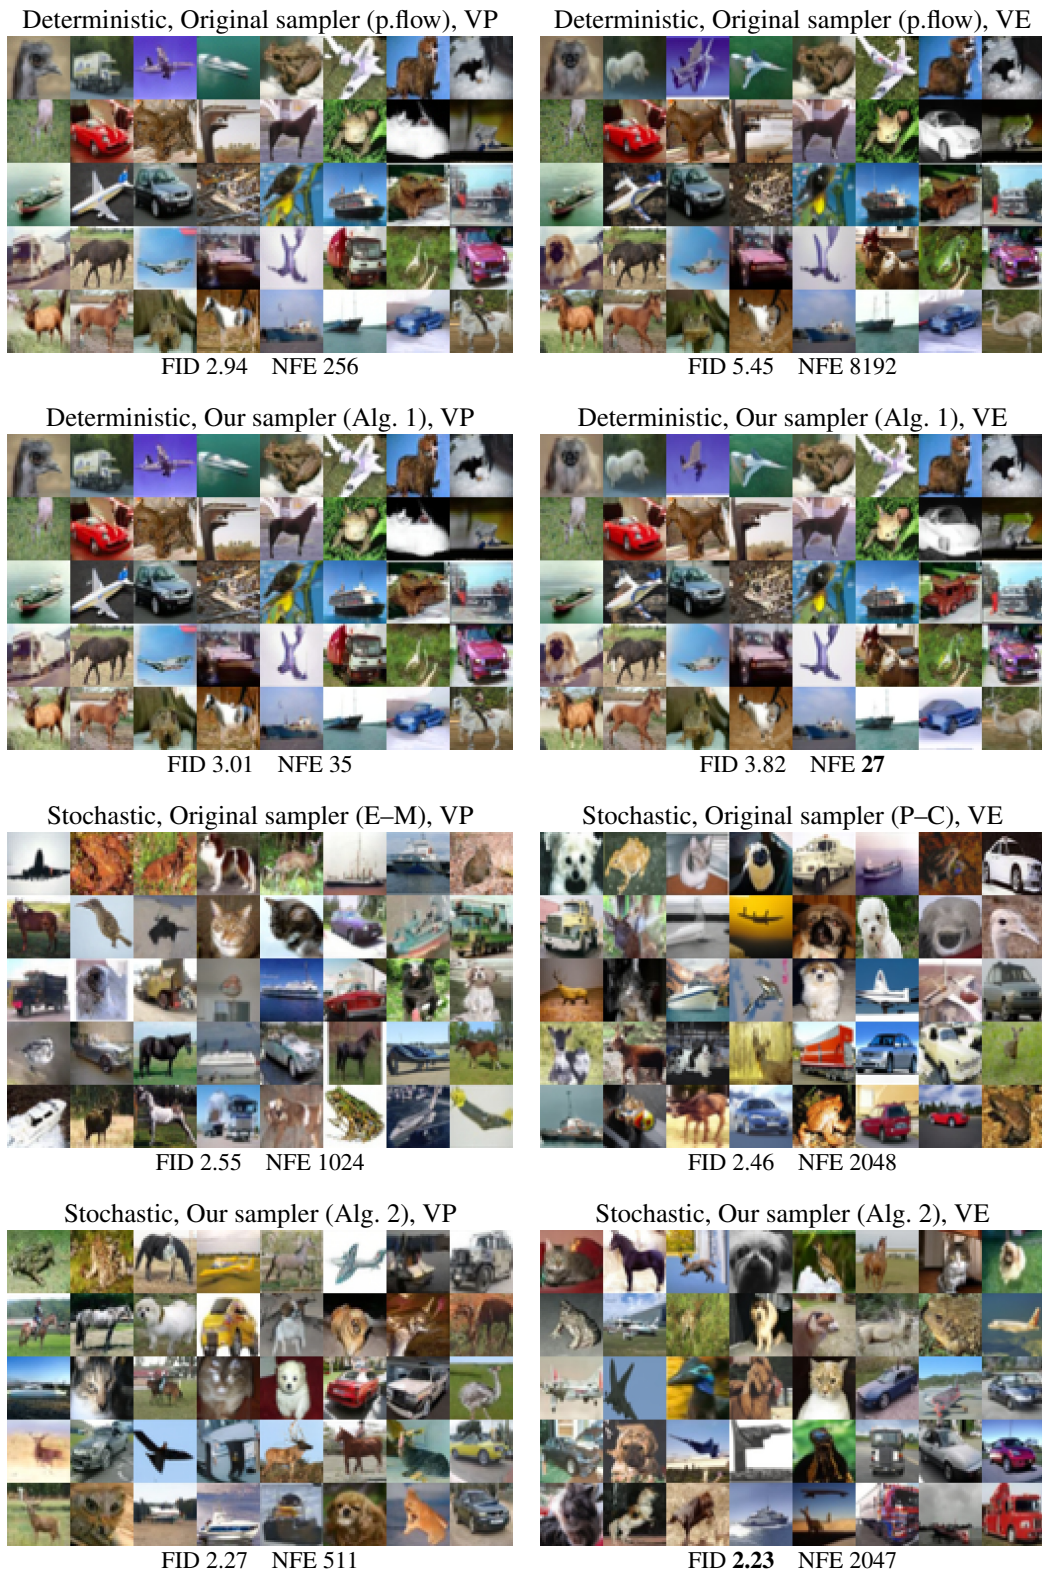 Deterministic, Original sampler (p.flow), VP
Deterministic, Original sampler (p.flow), VE
FID 2.94 NFE 256
FID 5.45 NFE 8192
Deterministic, Our sampler (Alg. 1), VP
Deterministic, Our sampler (Alg. 1), VE
FID 3.01 NFE 35
FID 3.82 NFE 27
Stochastic, Original sampler (E–M), VP
Stochastic, Original sampler (P–C), VE
FID 2.55 NFE 1024
FID 2.46 NFE 2048
Stochastic, Our sampler (Alg. 2), VP
Stochastic, Our sampler (Alg. 2), VE
FID 2.27 NFE 511
FID 2.23 NFE 2047